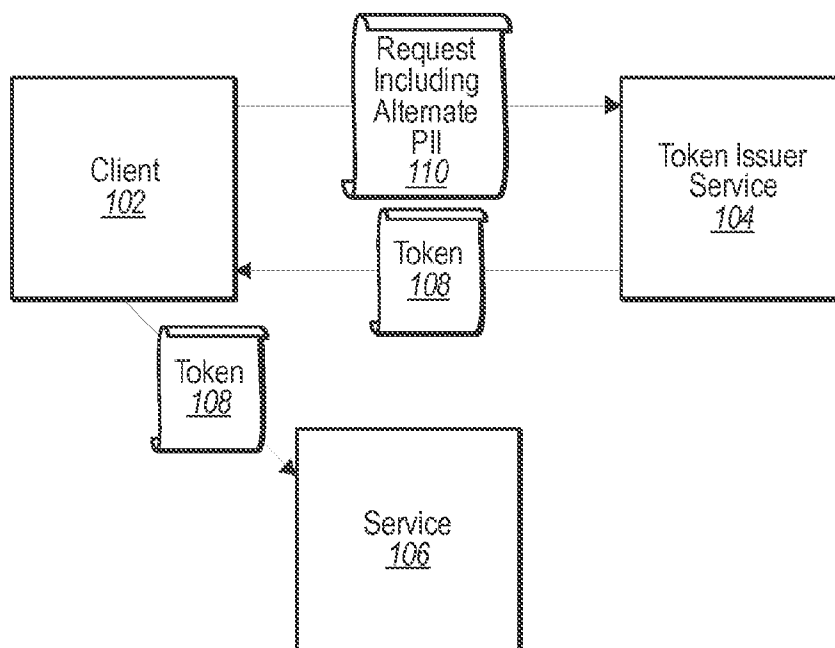 Request
Including
Alternate
PII
110
Client
102
Token Issuer
Service
104
Token
108
Token
108
Service
106